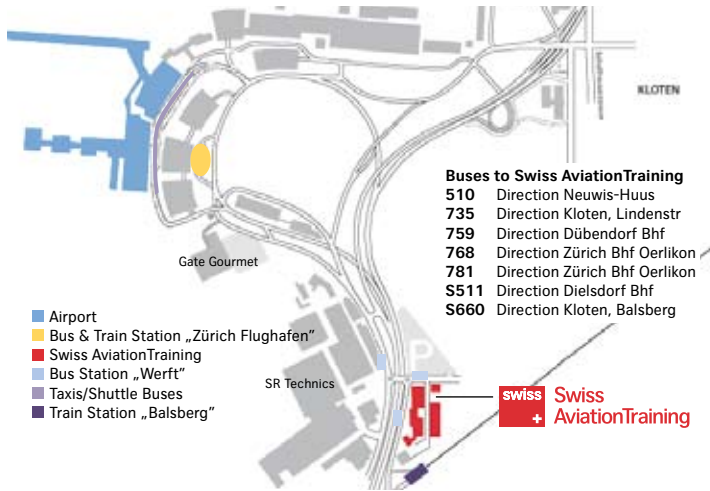 KLOTEN
Buses to Swiss AviationTraining
510 Direction Neuwis-Huus
735 Direction Kloten, Lindenstr
759 Direction Dübendorf Bhf
768 Direction Zürich Bhf Oerlikon
781 Direction Zürich Bhf Oerlikon
S511 Direction Dielsdorf Bhf
S660 Direction Kloten, Balsberg
Gate Gourmet
Airport
Bus & Train Station „Zürich Flughafen"
Swiss AviationTraining
Bus Station „Werft"
Taxis/Shuttle Buses
Train Station „Balsberg"
P
SR Technics
swiss
Swiss
AviationTraining